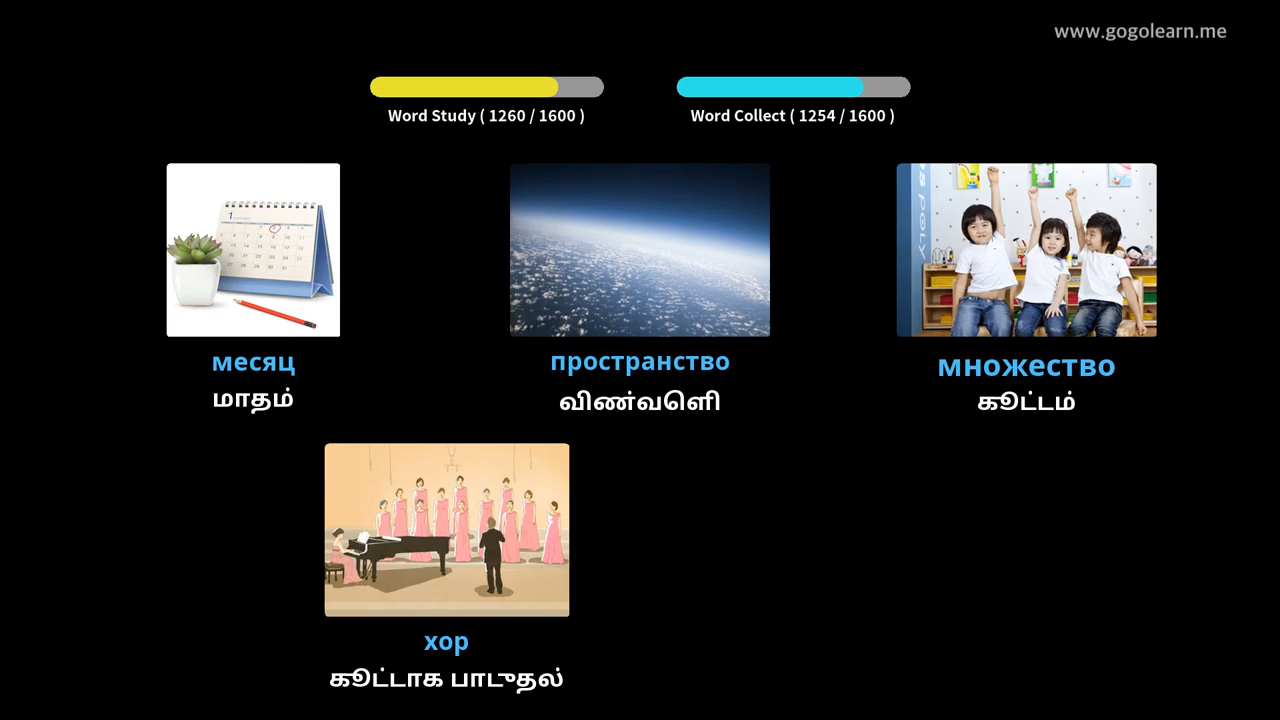 www.gogolearn.me
Word Study ( 1260 / 1600 )
Word Collect ( 1254 / 1600 )
месяц
மாதம்
пространство
விண்வெளி
множество
கூட்டம்
хор
கூட்டாக பாடுதல்